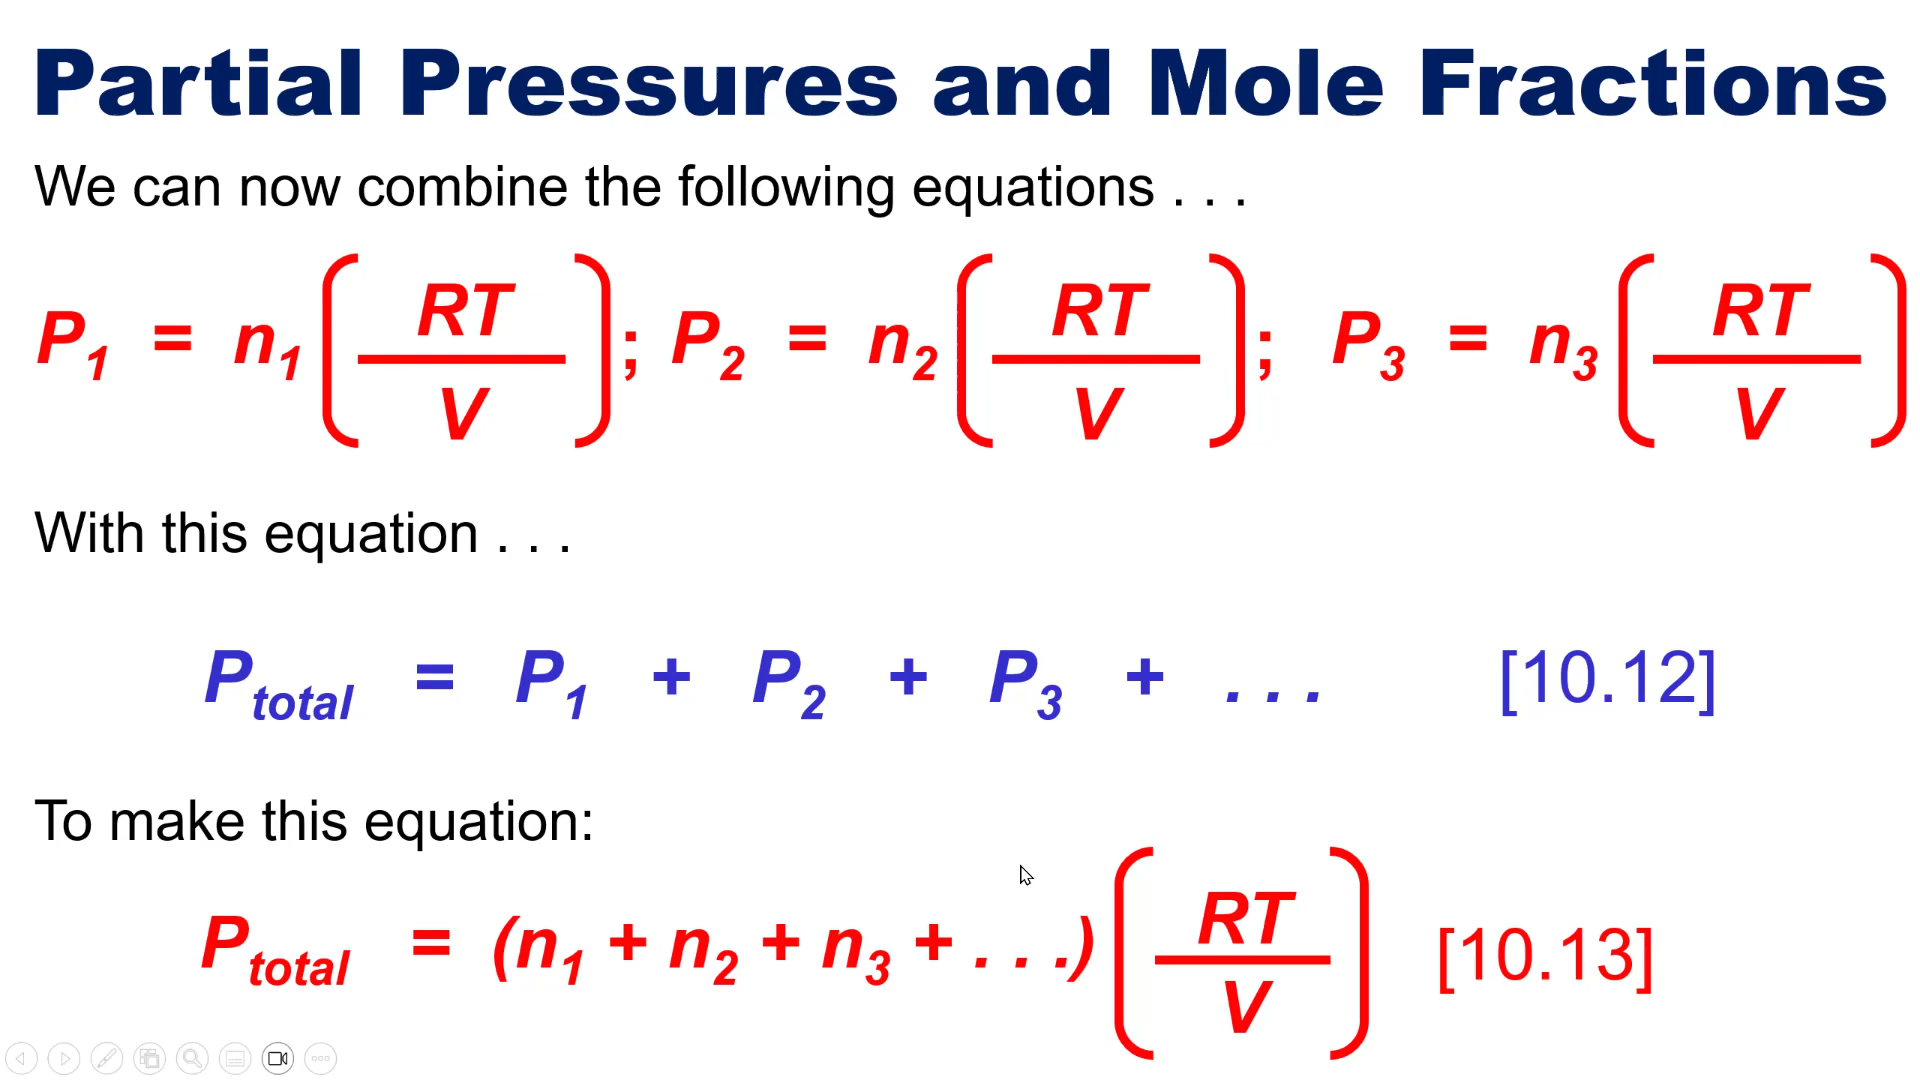 Partial Pressures and Mole Fractions
We can now combine the following equations . . .
P₁ = n₁ (RT/V) ; P₂ = n₂ (RT/V) ; P₃ = n₃ (RT/V)
With this equation . . .
P_total = P₁ + P₂ + P₃ + . . . [10.12]
To make this equation:
P_total = (n₁ + n₂ + n₃ + . . .) (RT/V) [10.13]